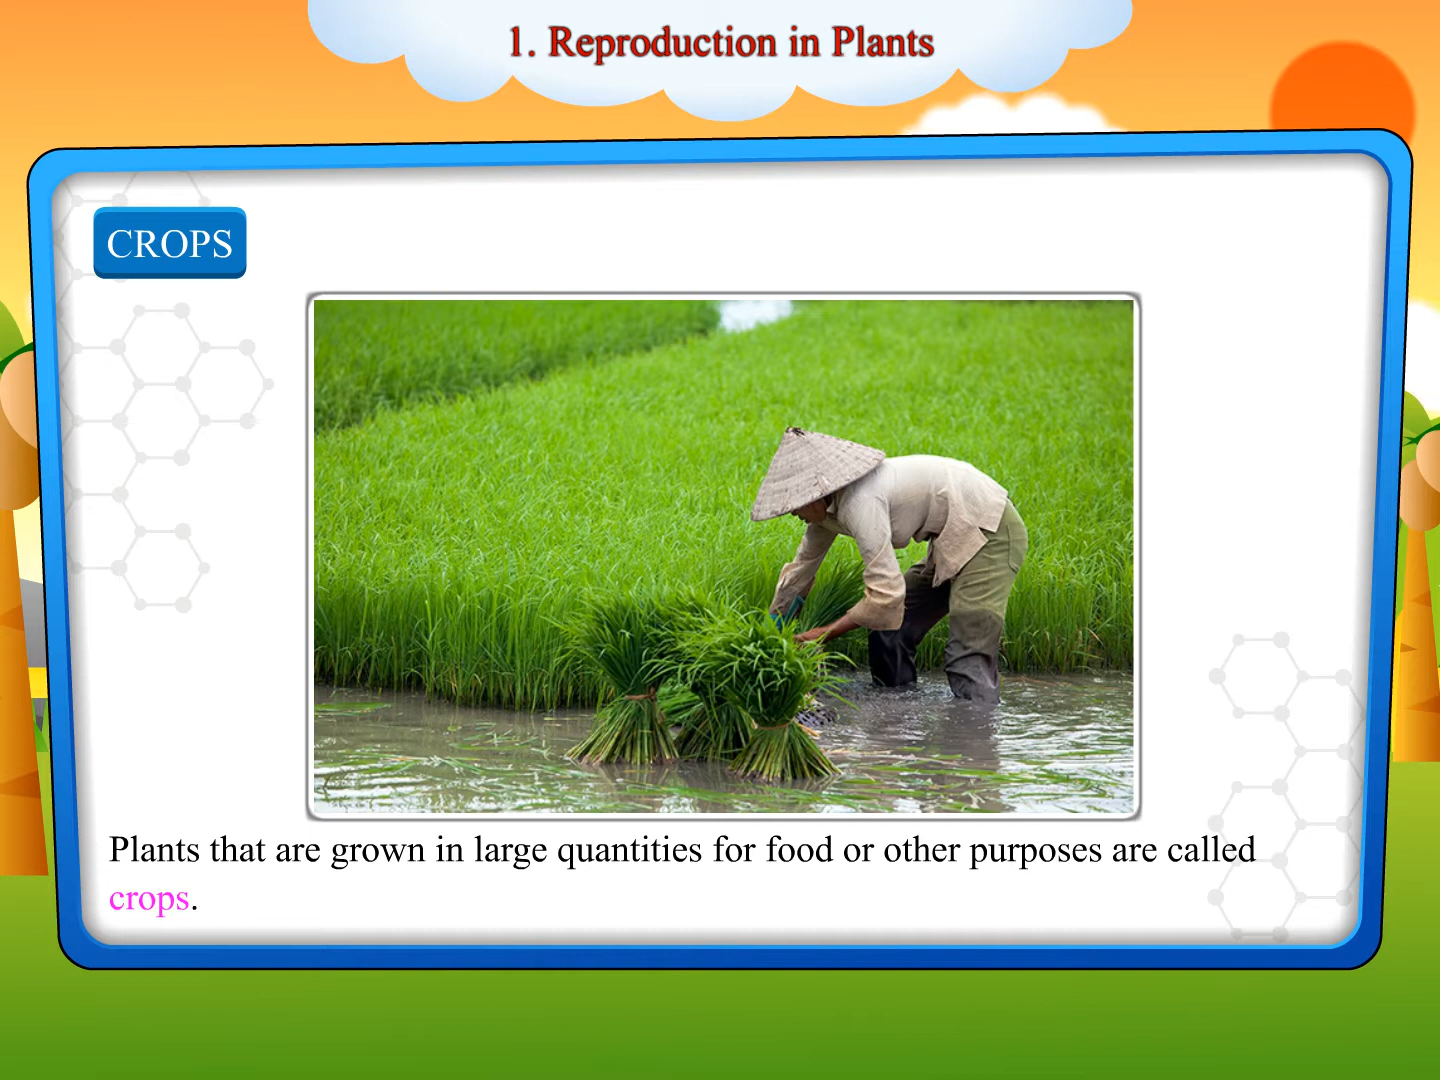 1. Reproduction in Plants
CROPS
Plants that are grown in large quantities for food or other purposes are called
crops.